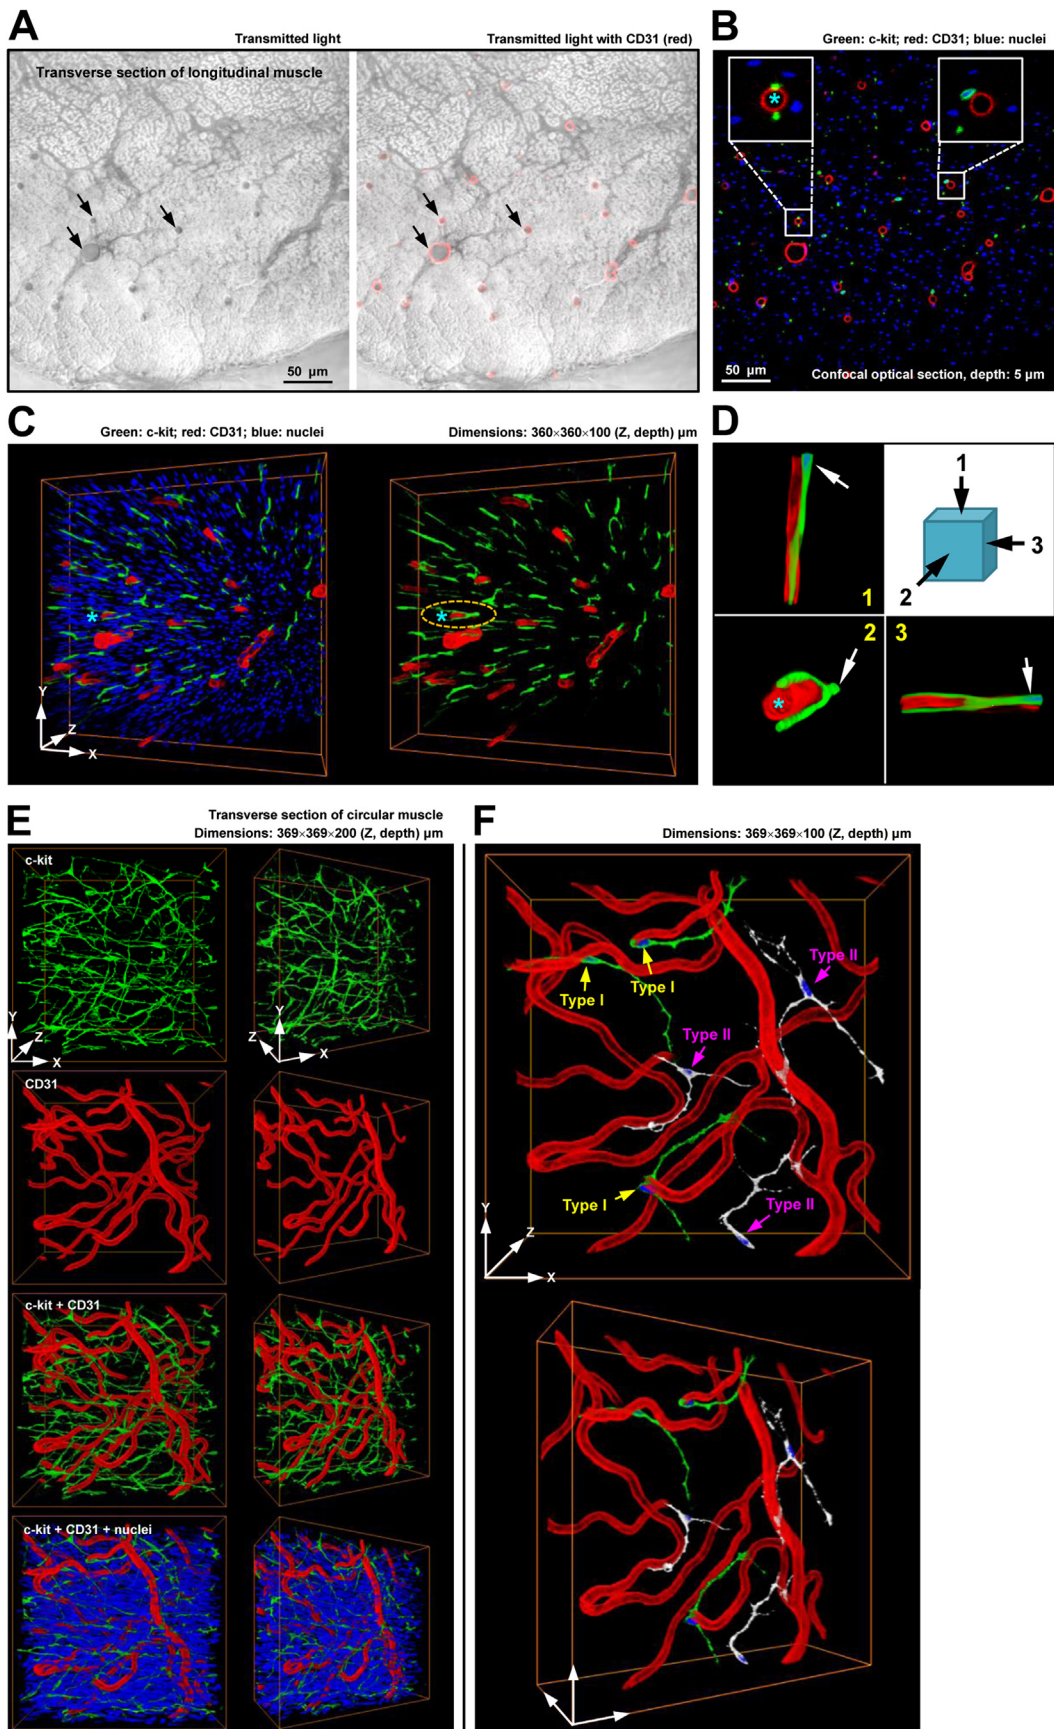 A
Transmitted light
Transmitted light with CD31 (red)
Transverse section of longitudinal muscle
50 μm
B
Green: c-kit; red: CD31; blue: nuclei
*
50 μm
Confocal optical section, depth: 5 μm
C
Green: c-kit; red: CD31; blue: nuclei
Dimensions: 360×360×100 (Z, depth) μm
*
*
Y
Z
X
D
1
1
3
2
2
*
3
E
Transverse section of circular muscle
Dimensions: 369×369×200 (Z, depth) μm
c-kit
Y
Z
X
Y
Z
X
CD31
c-kit + CD31
c-kit + CD31 + nuclei
F
Dimensions: 369×369×100 (Z, depth) μm
Type II
Type I
Type I
Type II
Type I
Type II
Y
Z
X